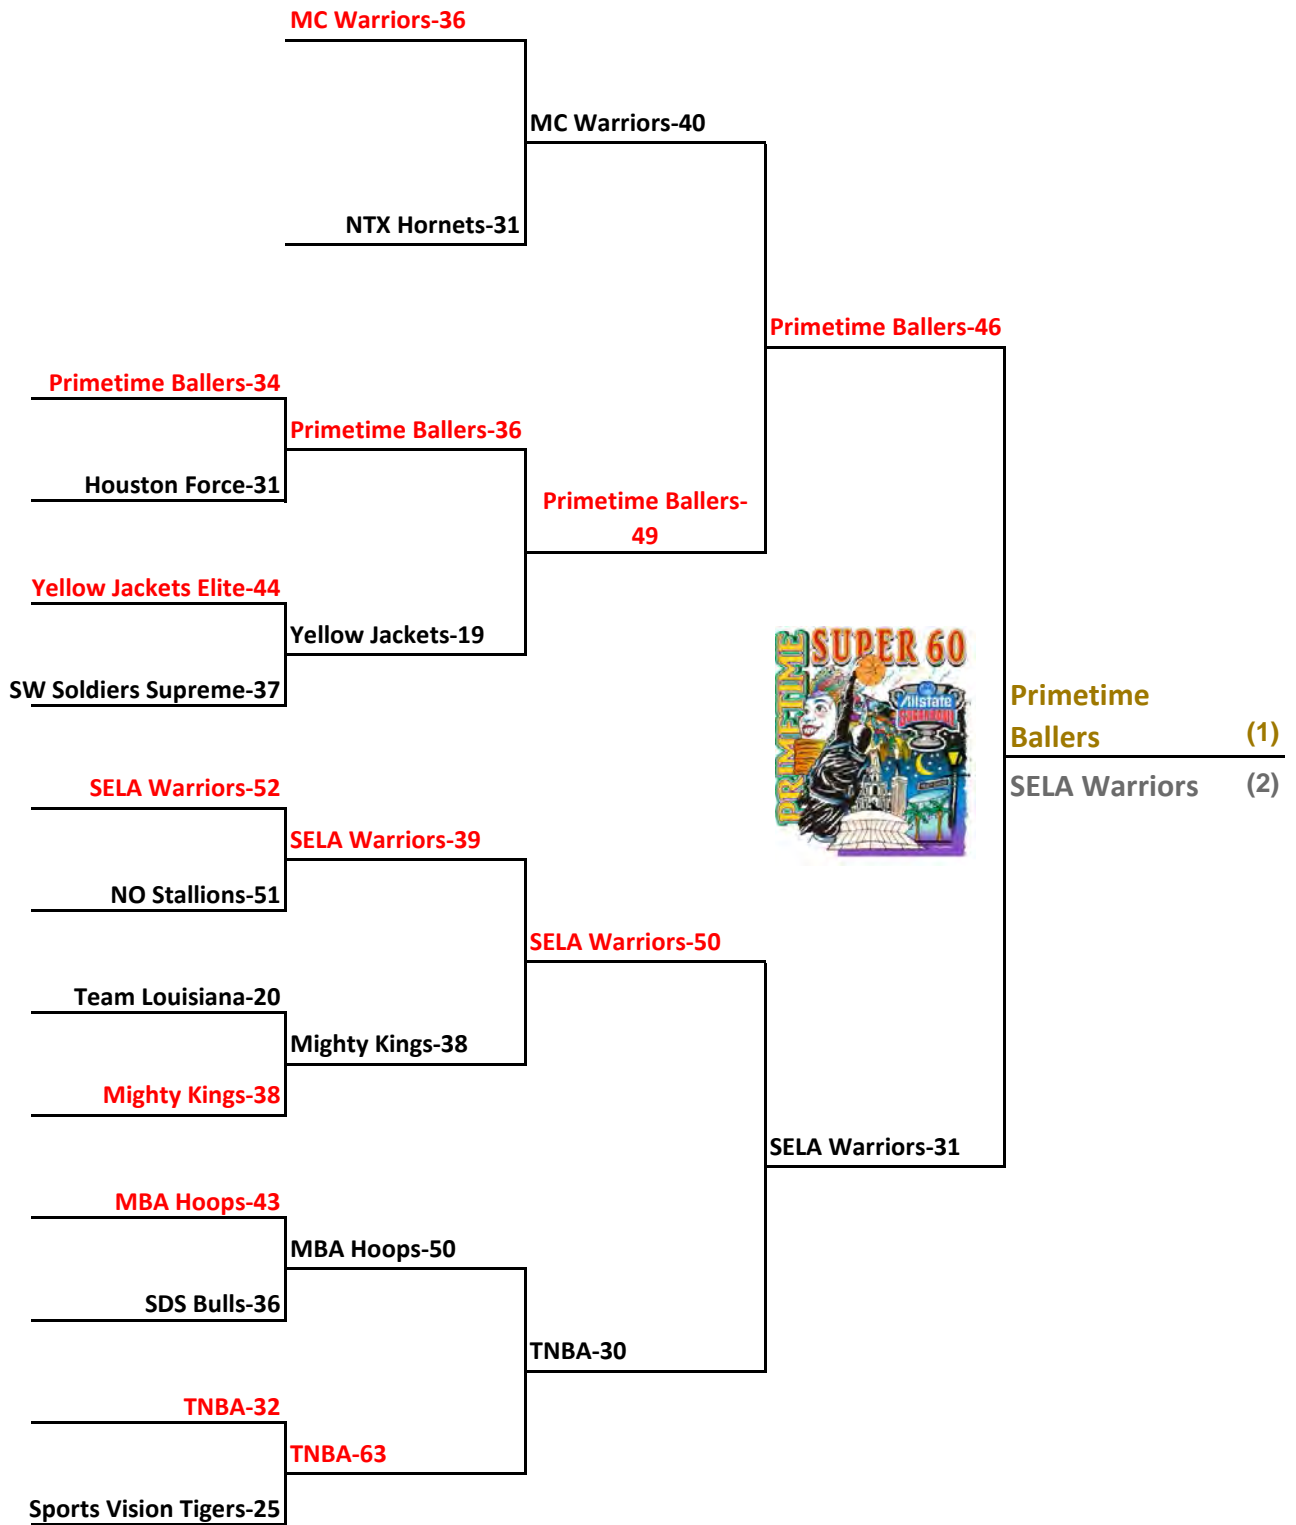 MC Warriors-36
MC Warriors-40
NTX Hornets-31
Primetime Ballers-46
Primetime Ballers-34
Primetime Ballers-36
Houston Force-31
Primetime Ballers-
49
Yellow Jackets Elite-44
Yellow Jackets-19
SW Soldiers Supreme-37
PRIMETIME
SUPER 60
Allstate
SUGAR BOWL
Primetime
Ballers (1)
SELA Warriors (2)
SELA Warriors-52
SELA Warriors-39
NO Stallions-51
SELA Warriors-50
Team Louisiana-20
Mighty Kings-38
Mighty Kings-38
SELA Warriors-31
MBA Hoops-43
MBA Hoops-50
SDS Bulls-36
TNBA-30
TNBA-32
TNBA-63
Sports Vision Tigers-25